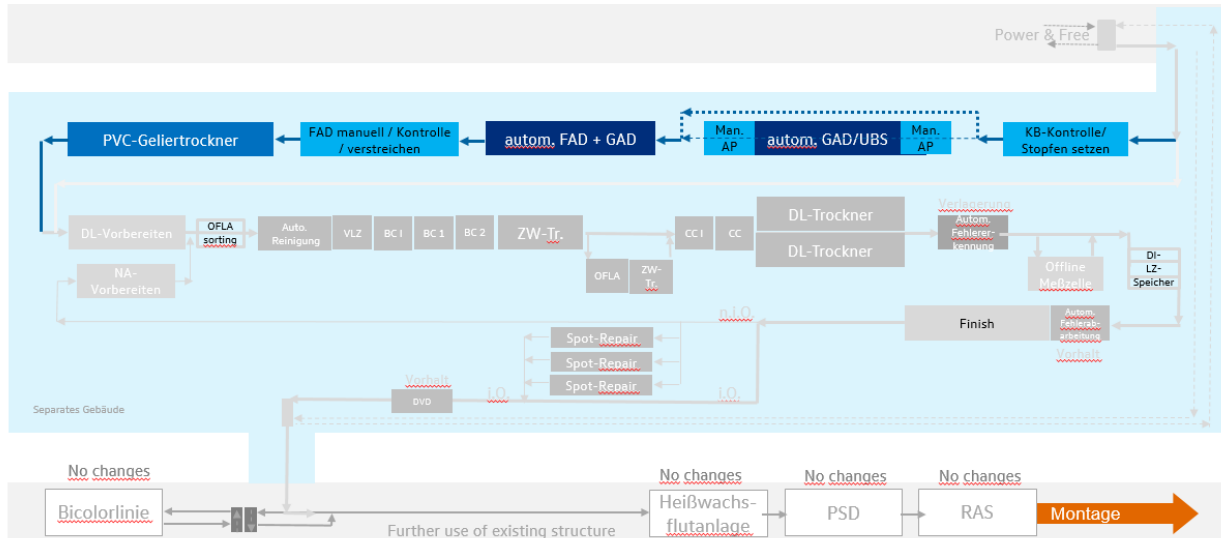 Power & Free
PVC-Geliertrockner
FAD manuell / Kontrolle
/ verstreichen
autom. FAD + GAD
Man.
AP
autom. GAD/UBS
Man.
AP
KB-Kontrolle/
Stopfen setzen
DL-Vorbereiten
OFLA
sorting
Auto.
Reinigung
VLZ
BC I
BC 1
BC 2
ZW-Tr.
OFLA
ZW-
Tr.
CC I
CC
DL-Trockner
DL-Trockner
Verlagerung
Autom.
Fehlerer-
kennung
Offline
Meßzelle
DI-
LZ-
Speicher
NA-
Vorbereiten
n.I.O.
Finish
Autom.
Fehlerab-
arbeitung
Vorhalt
Spot-Repair
Spot-Repair
Spot-Repair
Vorhalt
DVD
i.O.
i.O.
Separates Gebäude
No changes
Bicolorlinie
Further use of existing structure
No changes
Heißwachs-
flutanlage
No changes
PSD
No changes
RAS
Montage